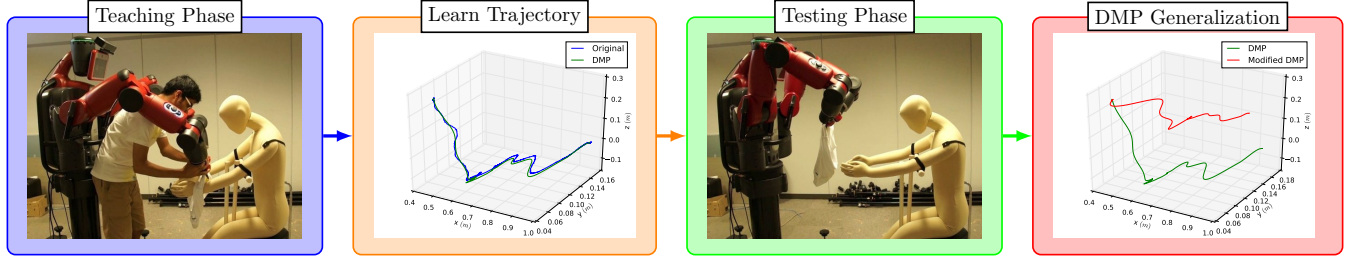 Teaching Phase
Learn Trajectory
Testing Phase
DMP Generalization
Original
DMP
0.3
0.2
0.1
0.0
−0.1
z (m)
0.4
0.5
0.6
0.7
0.8
0.9
1.0
x (m)
0.04
0.06
0.08
0.10
0.12
0.14
0.16
y (m)
DMP
Modified DMP
0.3
0.2
0.1
0.0
−0.1
z (m)
0.4
0.5
0.6
0.7
0.8
0.9
1.0
x (m)
0.04
0.06
0.08
0.10
0.12
0.14
0.16
0.18
y (m)